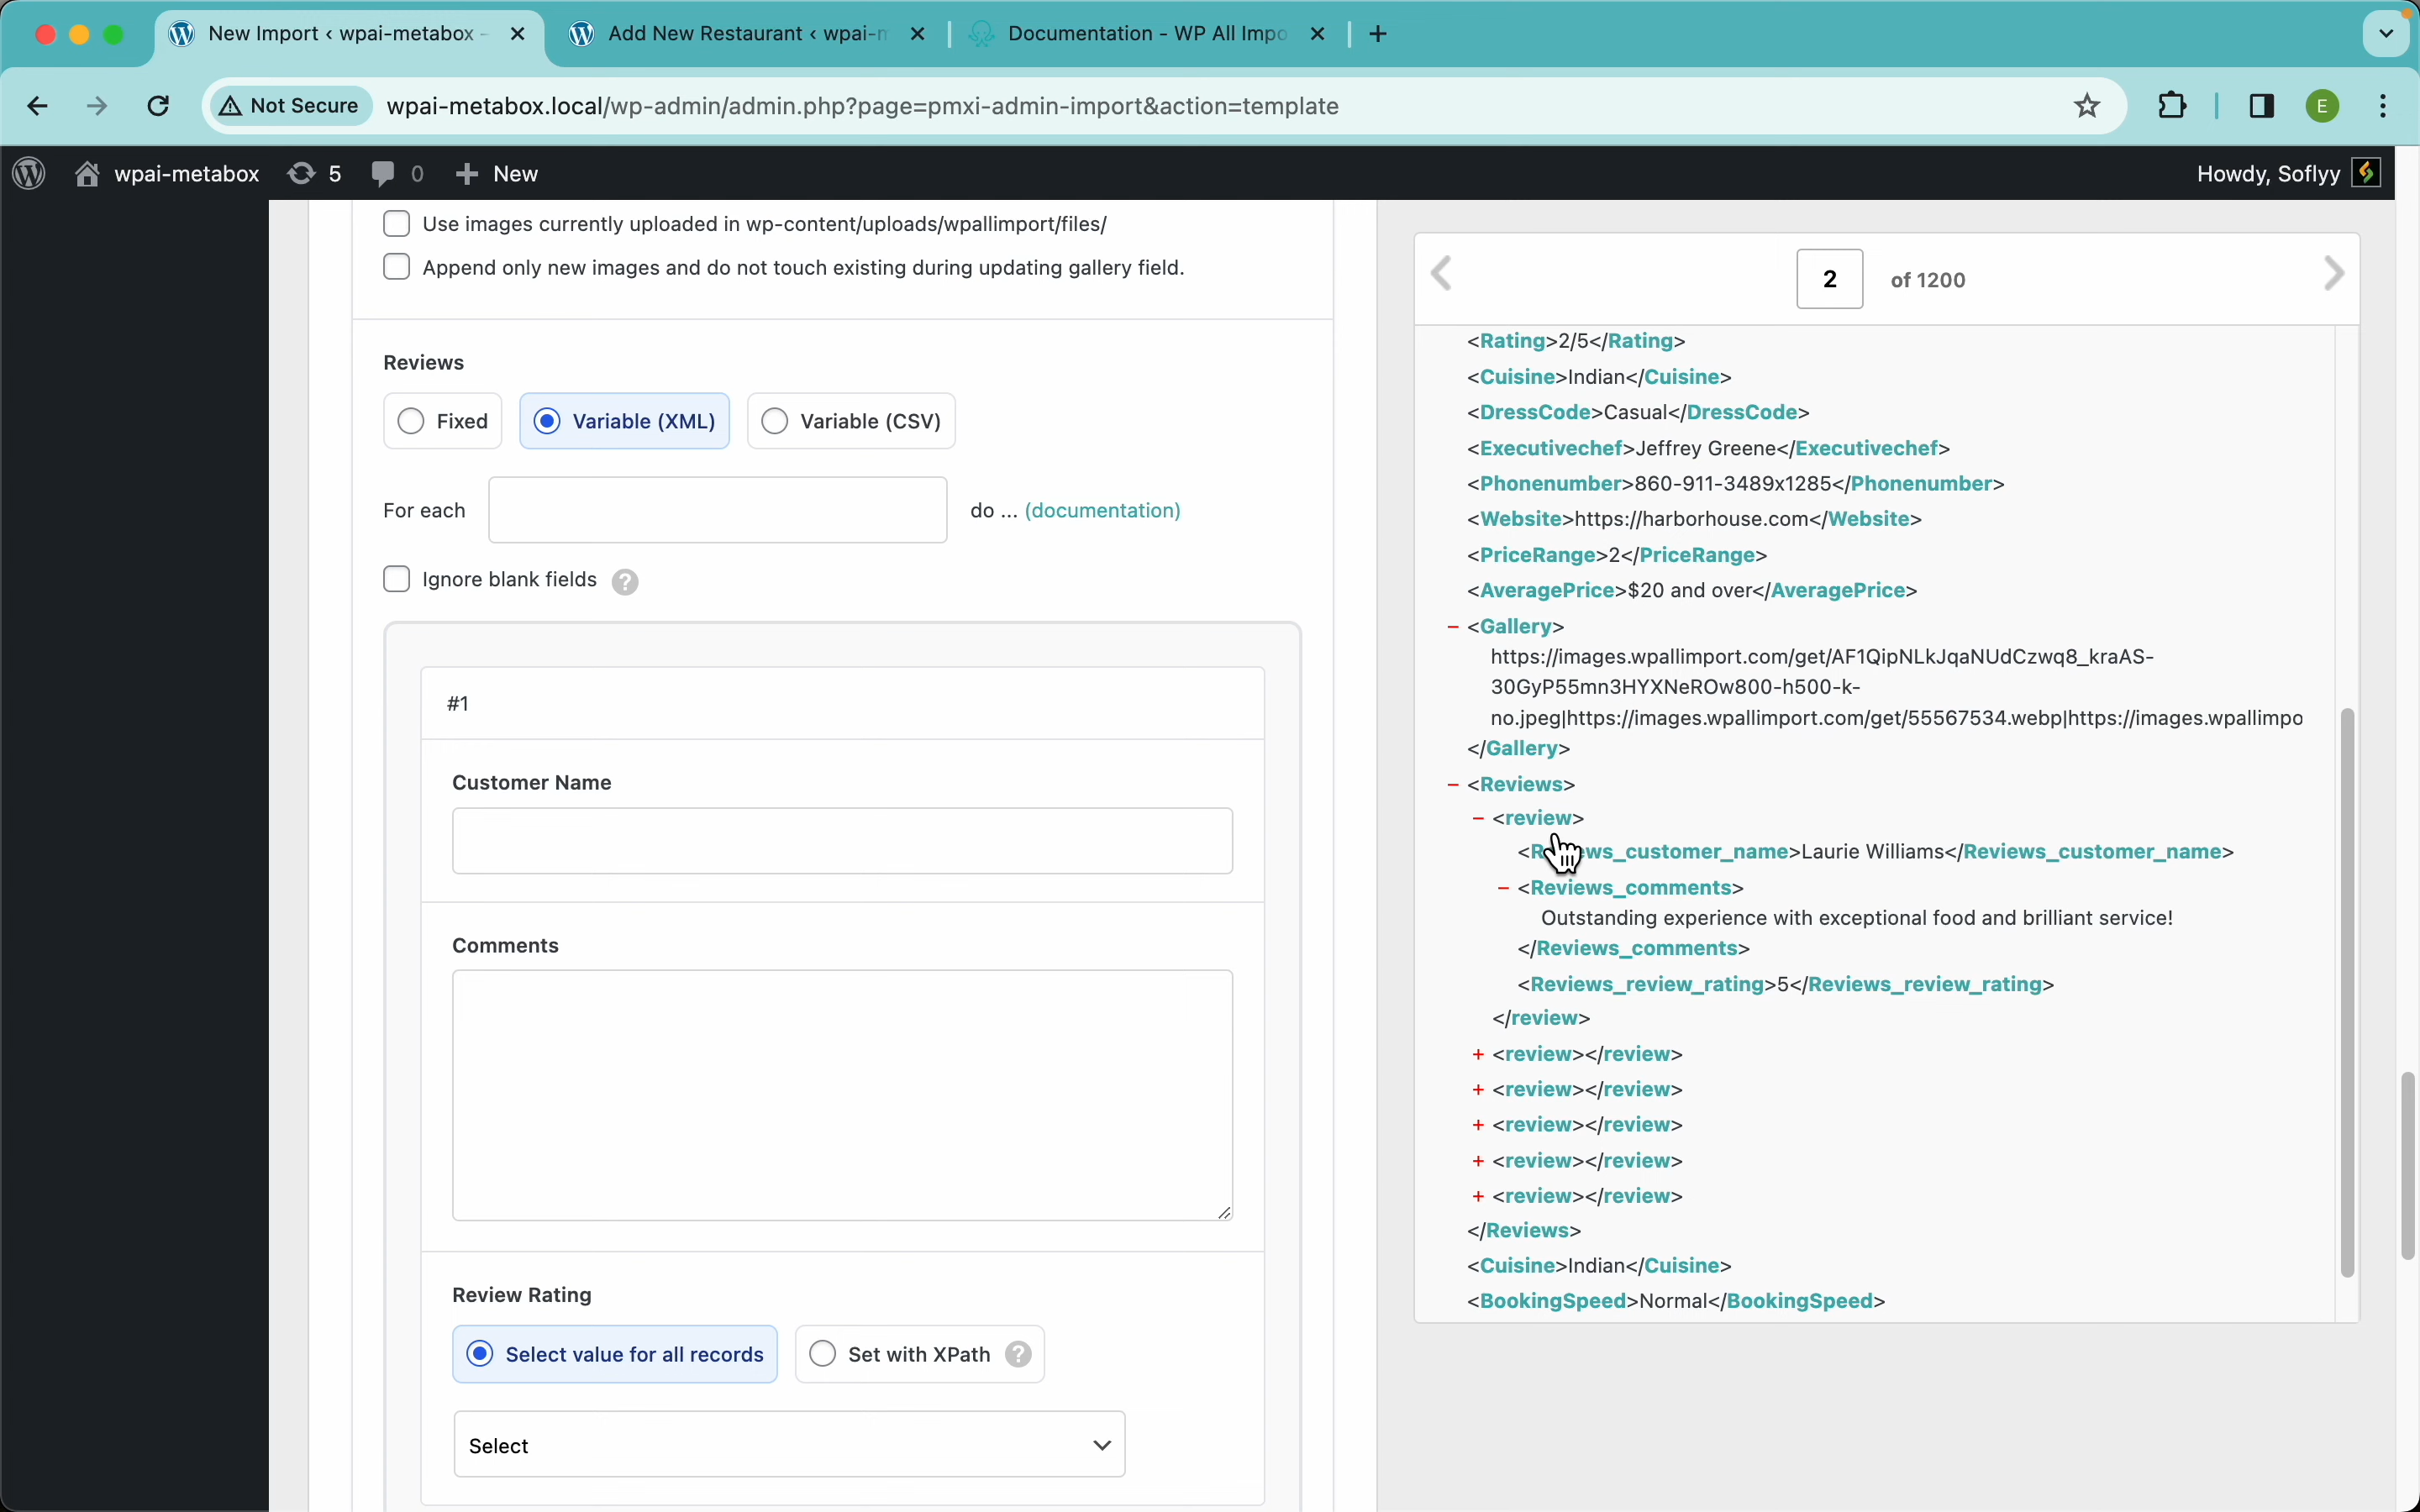 New Import ‹ wpai-metabox –
Add New Restaurant ‹ wpai-m
Documentation - WP All Impo
Not Secure
wpai-metabox.local/wp-admin/admin.php?page=pmxi-admin-import&action=template
E
wpai-metabox
5
0
New
Howdy, Soflyy
Use images currently uploaded in wp-content/uploads/wpallimport/files/
Append only new images and do not touch existing during updating gallery field.
Reviews
Fixed
Variable (XML)
Variable (CSV)
For each
do ... (documentation)
Ignore blank fields ?
#1
Customer Name
Comments
Review Rating
Select value for all records
Set with XPath ?
Select
2 of 1200
<Rating>2/5</Rating>
<Cuisine>Indian</Cuisine>
<DressCode>Casual</DressCode>
<Executivechef>Jeffrey Greene</Executivechef>
<Phonenumber>860-911-3489x1285</Phonenumber>
<Website>https://harborhouse.com</Website>
<PriceRange>2</PriceRange>
<AveragePrice>$20 and over</AveragePrice>
− <Gallery>
https://images.wpallimport.com/get/AF1QipNLkJqaNUdCzwq8_kraAS-
30GyP55mn3HYXNeROw800-h500-k-
no.jpeg|https://images.wpallimport.com/get/55567534.webp|https://images.wpallimpo
</Gallery>
− <Reviews>
− <review>
Laurie Williams</Reviews_customer_name>
− <Reviews_comments>
Outstanding experience with exceptional food and brilliant service!
</Reviews_comments>
<Reviews_review_rating>5</Reviews_review_rating>
</review>
+ <review></review>
+ <review></review>
+ <review></review>
+ <review></review>
+ <review></review>
</Reviews>
<Cuisine>Indian</Cuisine>
<BookingSpeed>Normal</BookingSpeed>